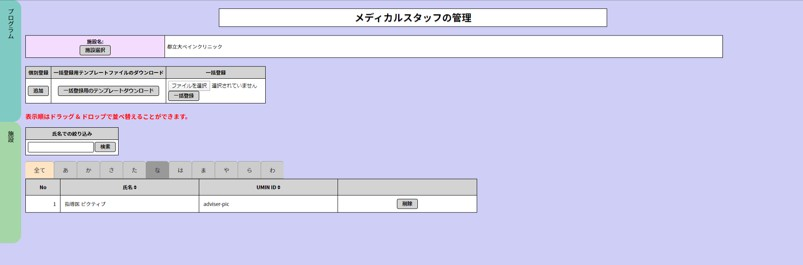 プログラム
施設
メディカルスタッフの管理
施設名:
施設選択
都立大ペインクリニック
個別登録 一括登録用テンプレートファイルのダウンロード 一括登録
追加 一括登録用のテンプレートダウンロード ファイルを選択 選択されていません
一括登録
表示順はドラッグ & ドロップで並べ替えることができます。
氏名での絞り込み
検索
全て あ か さ た な は ま や ら わ
No 氏名 UMIN ID
1 指導医 ピクティブ adviser-pic 削除